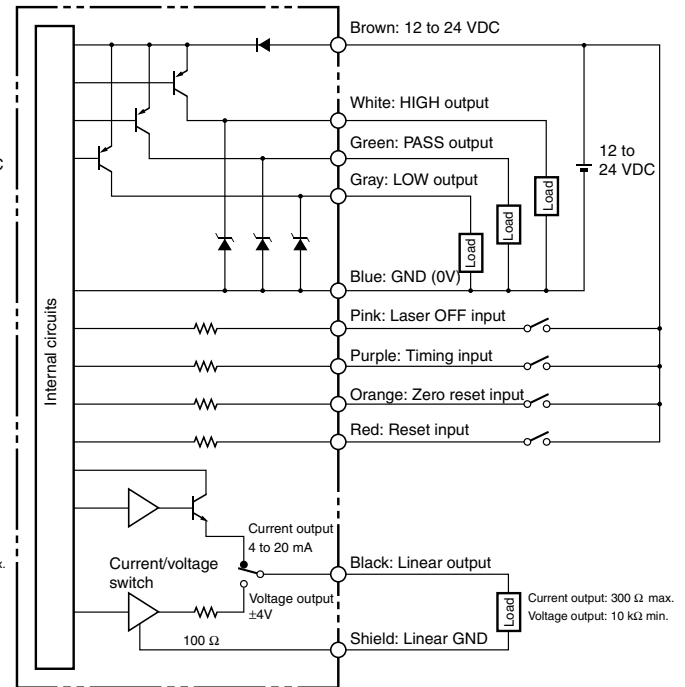 Brown: 12 to 24 VDC
White: HIGH output
Green: PASS output
12 to
24 VDC
Gray: LOW output
Load
Load
Load
Blue: GND (0V)
Pink: Laser OFF input
Internal circuits
Purple: Timing input
Orange: Zero reset input
Red: Reset input
Current output
4 to 20 mA
Current/voltage
switch
Black: Linear output
Voltage output
±4V
Load
Current output: 300 Ω max.
Voltage output: 10 kΩ min.
100 Ω
Shield: Linear GND
C
x.